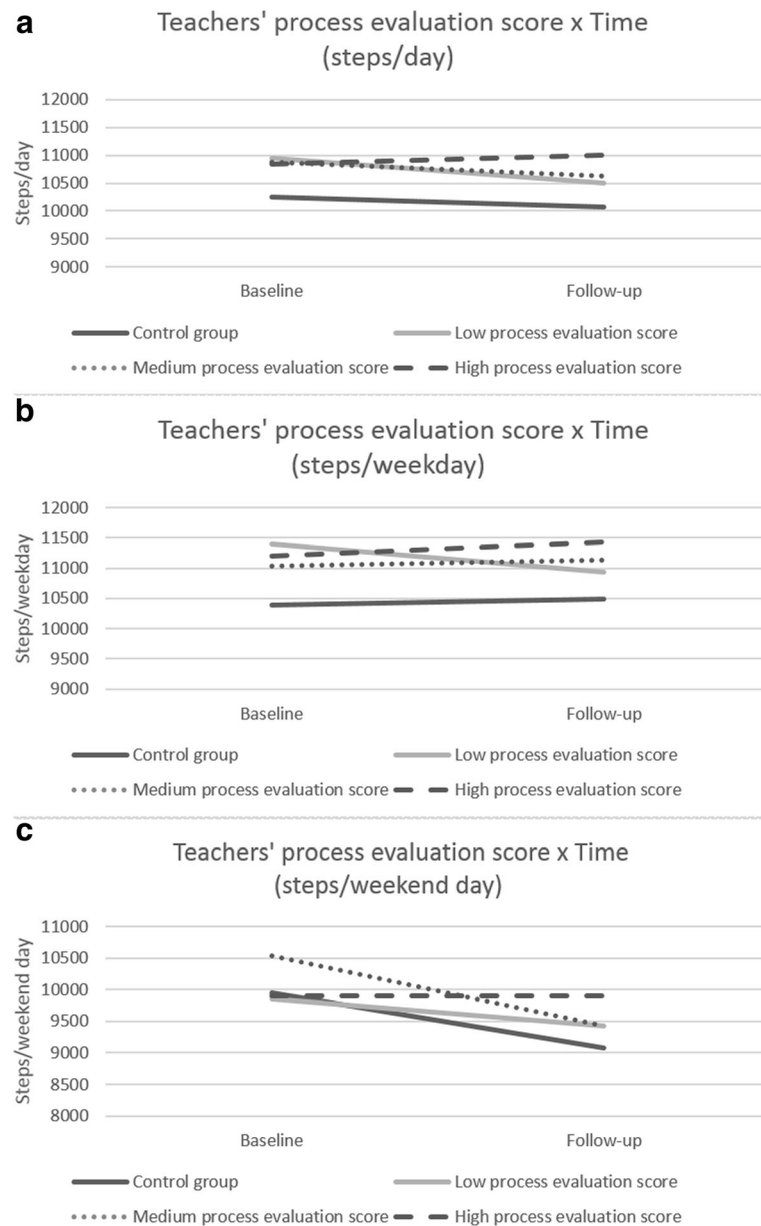 a
Teachers' process evaluation score x Time
(steps/day)
Steps/day
12000
11500
11000
10500
10000
9500
9000
Baseline Follow-up
Control group Low process evaluation score
Medium process evaluation score High process evaluation score
b
Teachers' process evaluation score x Time
(steps/weekday)
Steps/weekday
12000
11500
11000
10500
10000
9500
9000
Baseline Follow-up
Control group Low process evaluation score
Medium process evaluation score High process evaluation score
c
Teachers' process evaluation score x Time
(steps/weekend day)
Steps/weekend day
11000
10500
10000
9500
9000
8500
8000
Baseline Follow-up
Control group Low process evaluation score
Medium process evaluation score High process evaluation score